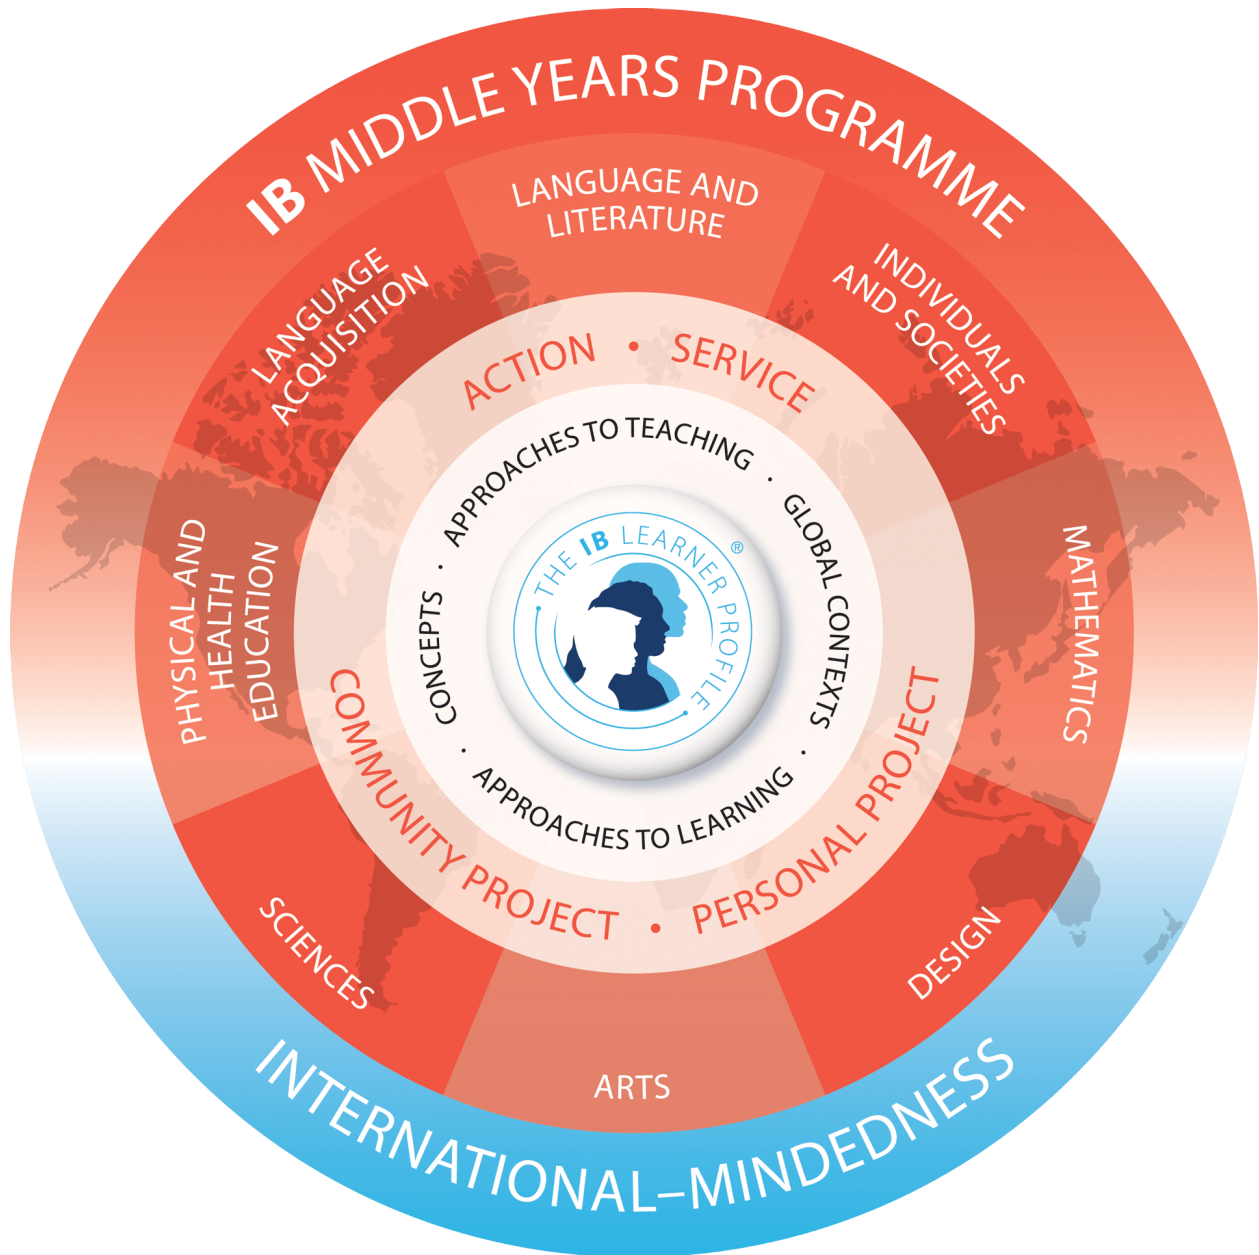 IB MIDDLE YEARS PROGRAMME
LANGUAGE AND
LITERATURE
INDIVIDUALS
AND SOCIETIES
MATHEMATICS
DESIGN
ARTS
SCIENCES
PHYSICAL AND
HEALTH
EDUCATION
LANGUAGE
ACQUISITION
ACTION • SERVICE
PERSONAL PROJECT
•
COMMUNITY PROJECT
APPROACHES TO TEACHING ·
GLOBAL CONTEXTS ·
APPROACHES TO LEARNING ·
CONCEPTS ·
THE IB LEARNER PROFILE ®
INTERNATIONAL–MINDEDNESS